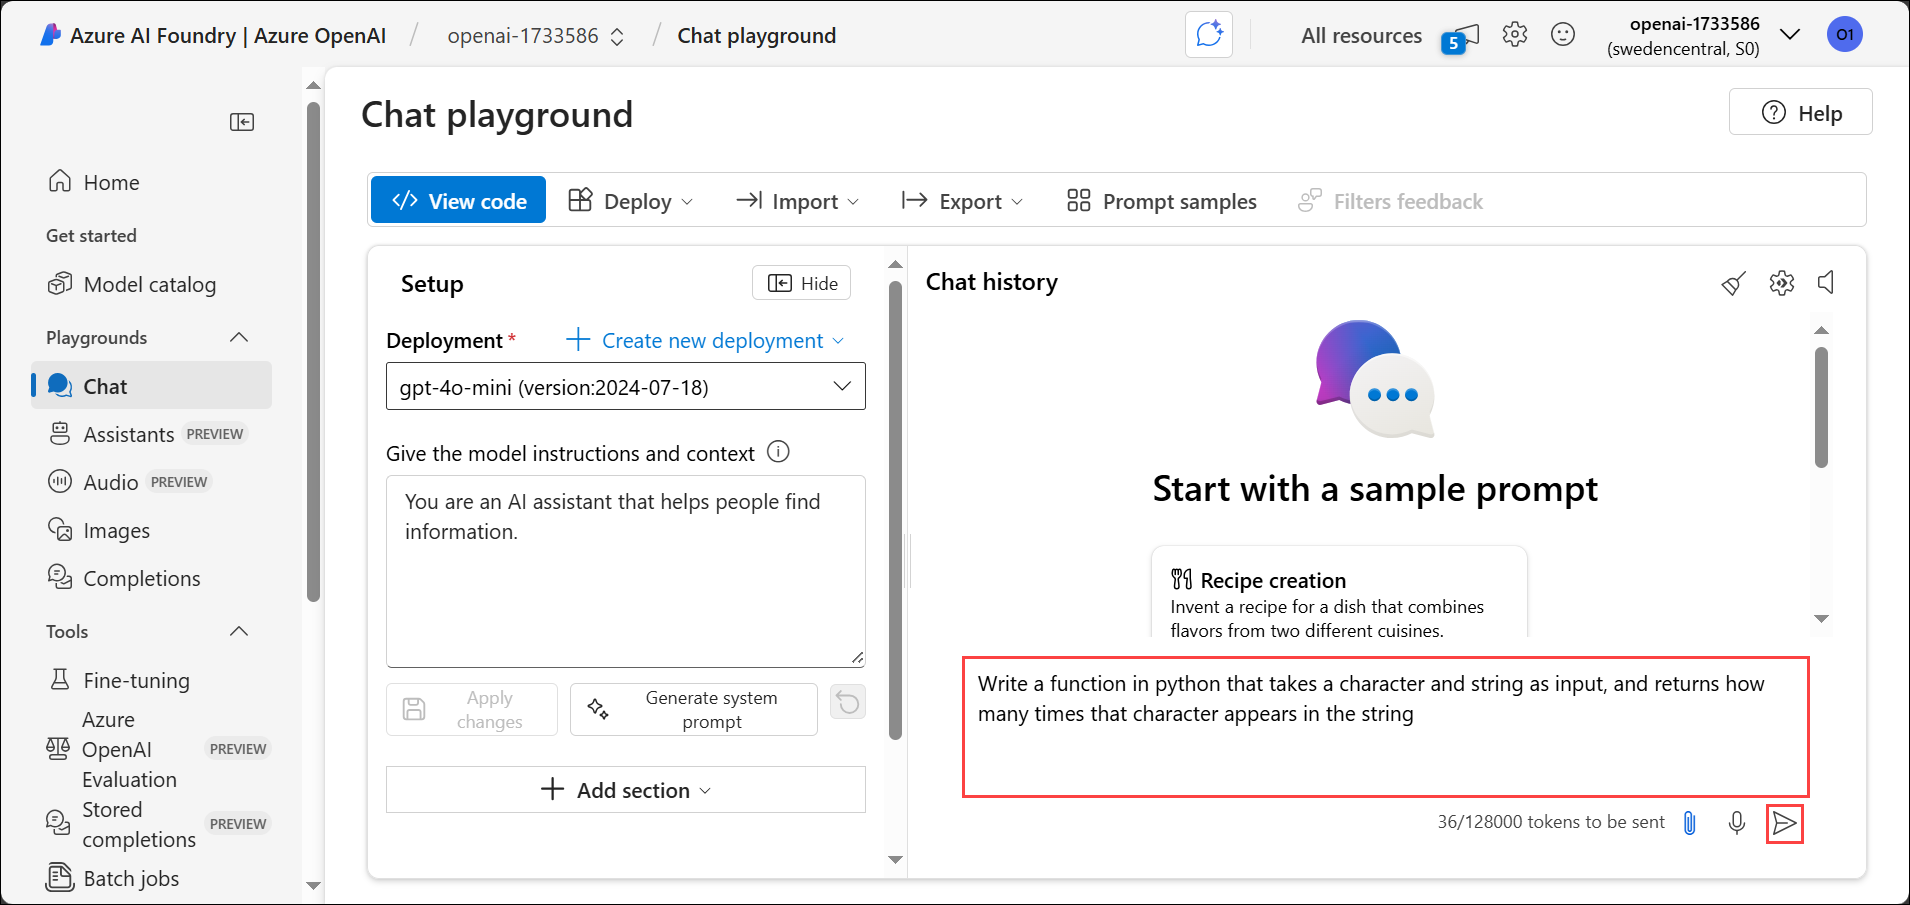 Azure AI Foundry | Azure OpenAI / openai-1733586 / Chat playground
All resources
5
openai-1733586
(swedencentral, S0)
O1
Home
Get started
Model catalog
Playgrounds
Chat
Assistants PREVIEW
Audio PREVIEW
Images
Completions
Tools
Fine-tuning
Azure
OpenAI PREVIEW
Evaluation
Stored
completions PREVIEW
Batch jobs
Chat playground
Help
View code
Deploy
Import
Export
Prompt samples
Filters feedback
Setup
Hide
Deployment *
Create new deployment
gpt-4o-mini (version:2024-07-18)
Give the model instructions and context
You are an AI assistant that helps people find
information.
Apply
changes
Generate system
prompt
Add section
Chat history
Start with a sample prompt
Recipe creation
Invent a recipe for a dish that combines
flavors from two different cuisines.
Write a function in python that takes a character and string as input, and returns how
many times that character appears in the string
36/128000 tokens to be sent